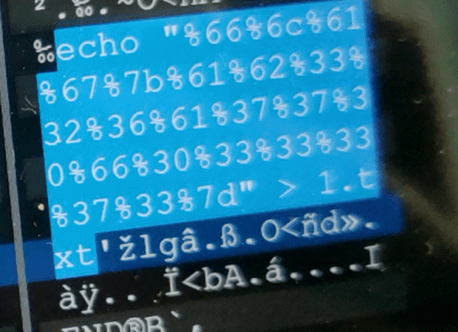 echo "%66%6c%61
%67%7b%61%62%33%
32%36%61%37%37%3
0%66%30%33%33%33
%37%33%7d" > 1.t
xt'žlgâ.ß.O<ñd».
àÿ.. .Ï<bA.á....I
END®B`.